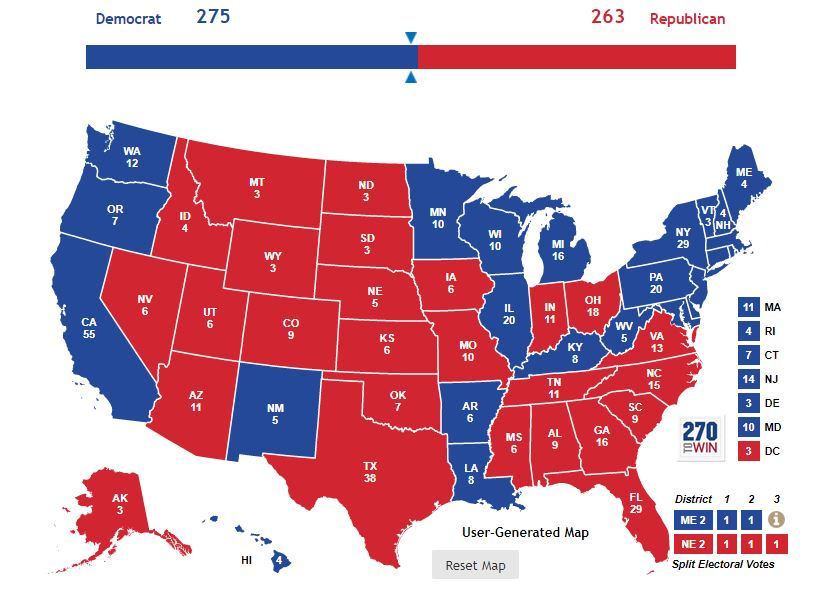 Democrat 275 263 Republican
WA
12
OR
7
CA
55
ID
4
NV
6
UT
6
AZ
11
MT
3
WY
3
CO
9
NM
5
ND
3
SD
3
NE
5
KS
6
OK
7
TX
38
MN
10
IA
6
MO
10
AR
6
LA
8
WI
10
IL
20
MI
16
IN
11
OH
18
KY
8
TN
11
MS
6
AL
9
GA
16
FL
29
SC
9
NC
15
VA
13
WV
5
PA
20
NY
29
VT
3
4
NH
ME
4
AK
3
HI 4
11 MA
4 RI
7 CT
14 NJ
3 DE
10 MD
3 DC
270
TO WIN
User-Generated Map
Reset Map
District 1 2 3
ME 2 1 1 i
NE 2 1 1 1
Split Electoral Votes